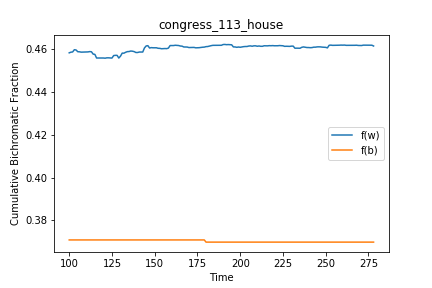 congress_113_house
Cumulative Bichromatic Fraction
0.46
0.44
0.42
0.40
0.38
f(w)
f(b)
100
125
150
175
200
225
250
275
Time